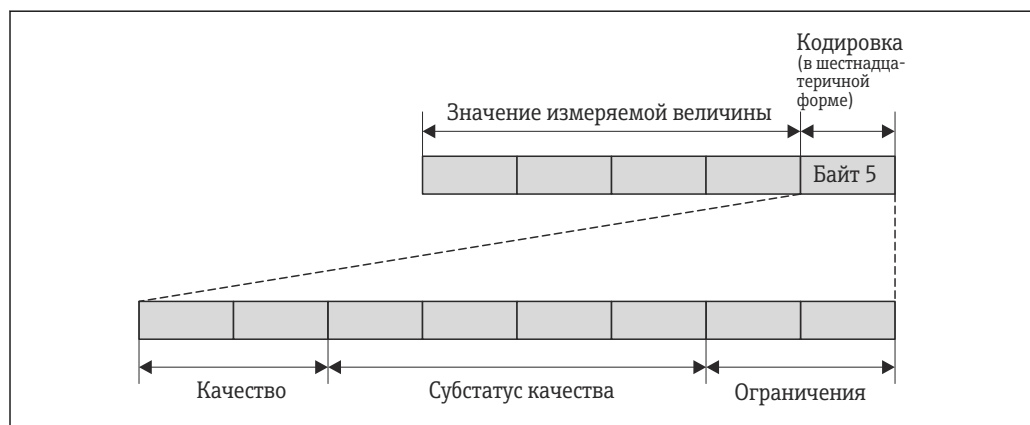 Кодировка
(в шестнадца-
теричной
форме)
Значение измеряемой величины
Байт 5
Качество
Субстатус качества
Ограничения